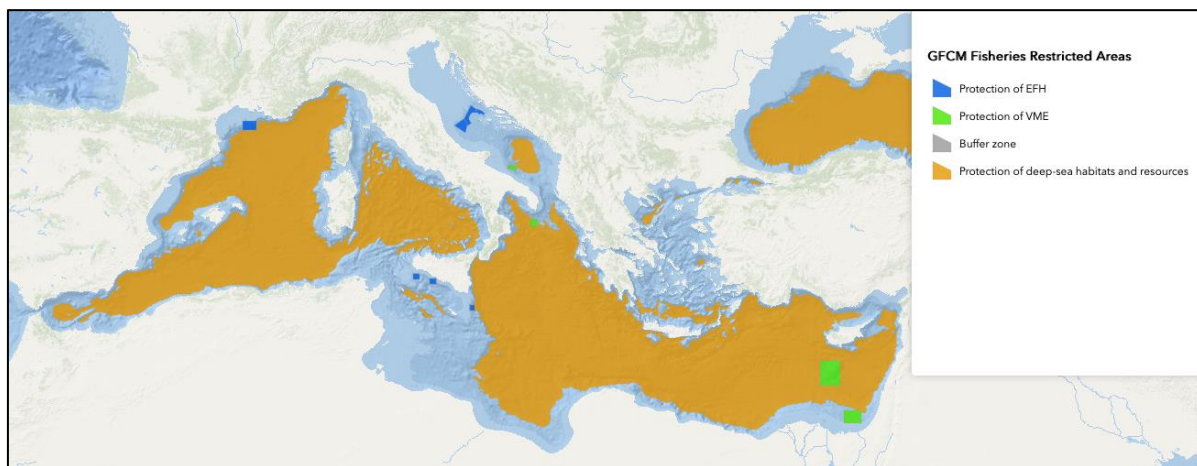 GFCM Fisheries Restricted Areas
Protection of EFH
Protection of VME
Buffer zone
Protection of deep-sea habitats and resources